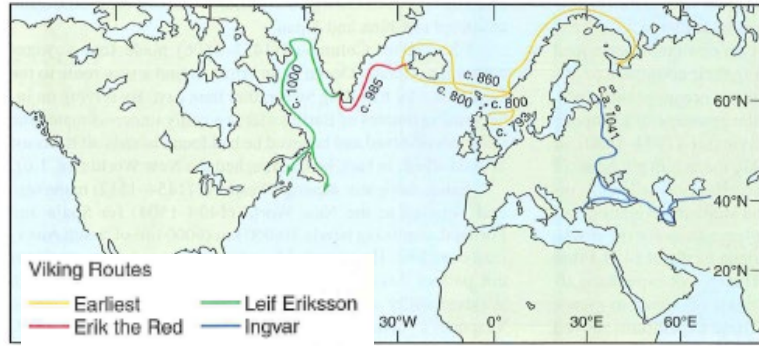 c. 1000
982
c. 860
c. 800
c. 800
c. 793
c.a. 1041
60°N
40°N
20°N
30°W
0°
30°E
60°E
Viking Routes
Earliest
Leif Eriksson
Erik the Red
Ingvar